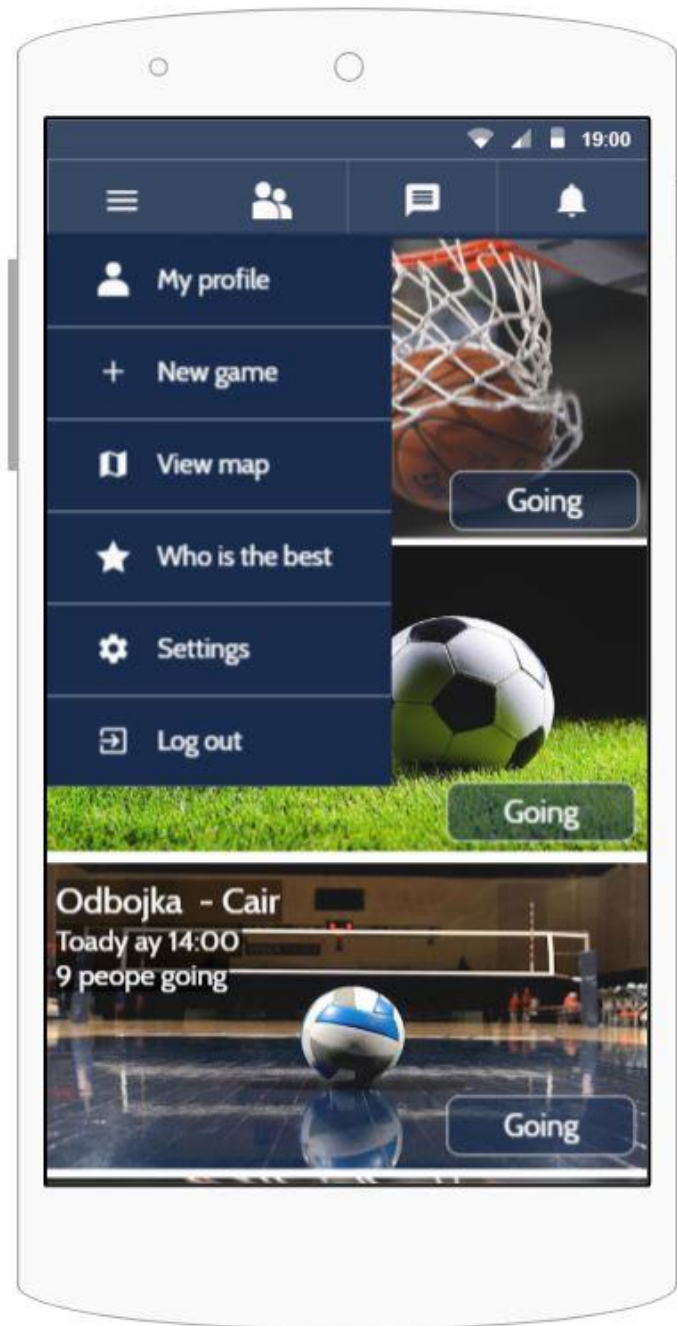 19:00
My profile
New game
View map
Who is the best
Settings
Log out
Going
Going
Odbojka - Cair
Toady ay 14:00
9 peope going
Going